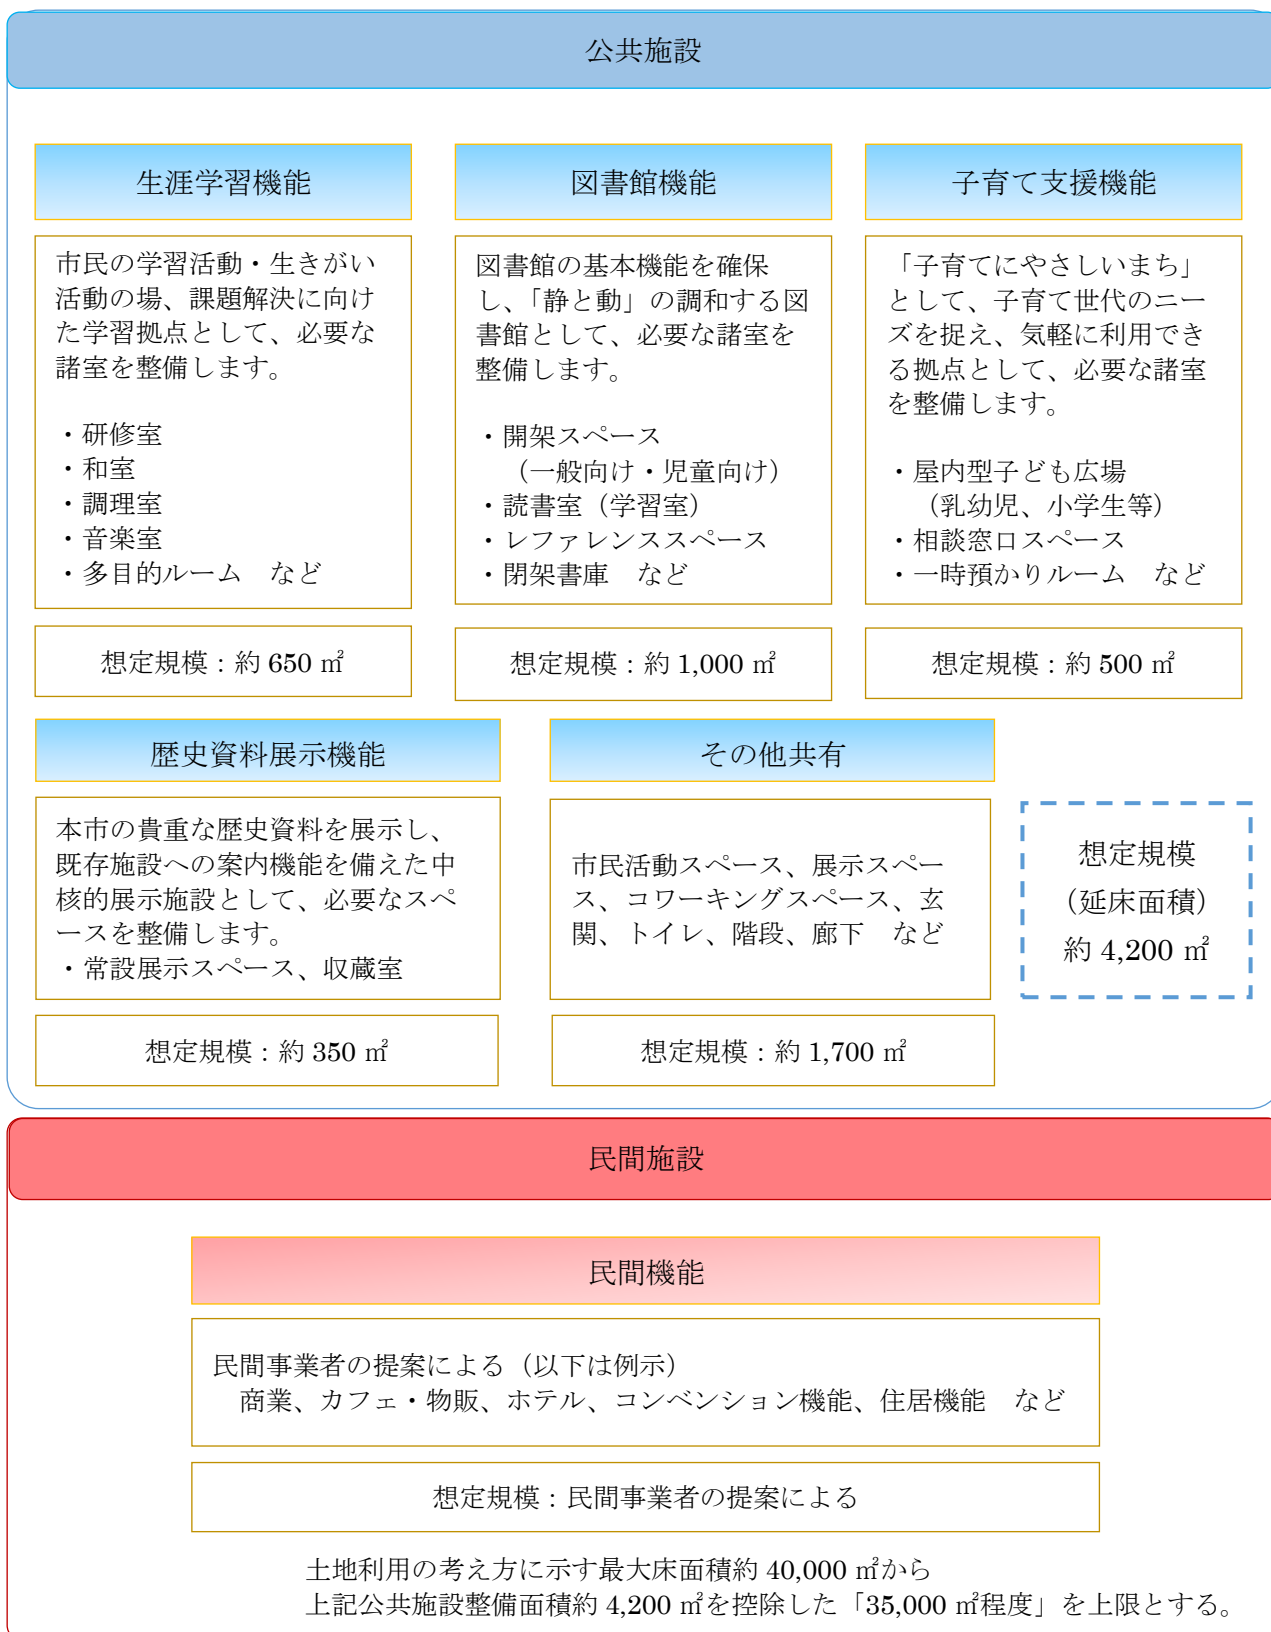 公共施設
生涯学習機能
市民の学習活動・生きがい
活動の場、課題解決に向け
た学習拠点として、必要な
諸室を整備します。
・研修室
・和室
・調理室
・音楽室
・多目的ルーム　など
想定規模：約 650 ㎡
図書館機能
図書館の基本機能を確保
し、「静と動」の調和する図
書館として、必要な諸室を
整備します。
・開架スペース
（一般向け・児童向け）
・読書室（学習室）
・レファレンススペース
・閉架書庫　など
想定規模：約 1,000 ㎡
子育て支援機能
「子育てにやさしいまち」
として、子育て世代のニー
ズを捉え、気軽に利用でき
る拠点として、必要な諸室
を整備します。
・屋内型子ども広場
（乳幼児、小学生等）
・相談窓口スペース
・一時預かりルーム　など
想定規模：約 500 ㎡
歴史資料展示機能
本市の貴重な歴史資料を展示し、
既存施設への案内機能を備えた中
核的展示施設として、必要なスペ
ースを整備します。
・常設展示スペース、収蔵室
想定規模：約 350 ㎡
その他共有
市民活動スペース、展示スペー
ス、コワーキングスペース、玄
関、トイレ、階段、廊下　など
想定規模：約 1,700 ㎡
想定規模
（延床面積）
約 4,200 ㎡
民間施設
民間機能
民間事業者の提案による（以下は例示）
商業、カフェ・物販、ホテル、コンベンション機能、住居機能　など
想定規模：民間事業者の提案による
土地利用の考え方に示す最大床面積約 40,000 ㎡から
上記公共施設整備面積約 4,200 ㎡を控除した「35,000 ㎡程度」を上限とする。